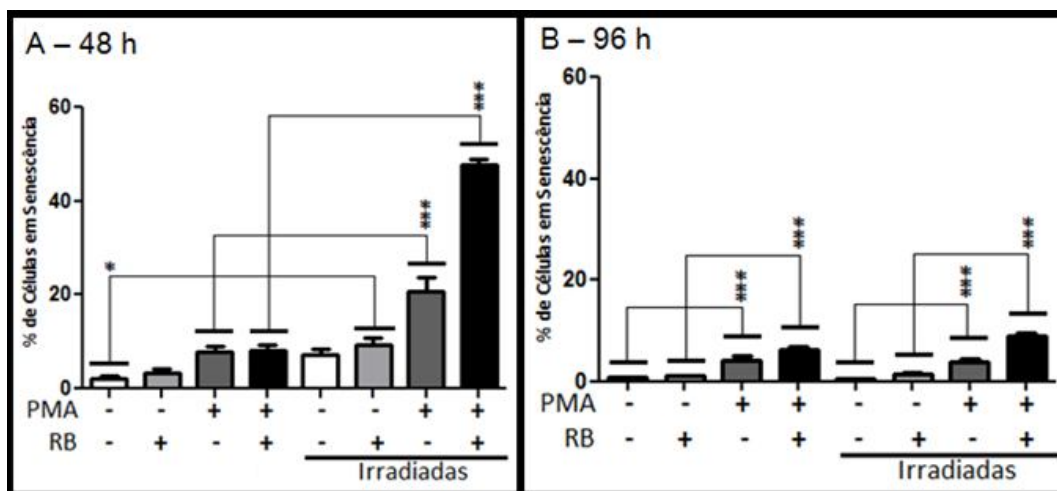 A – 48 h
% de Células em Senescência
60
40
20
0
*
***
***
PMA - - + + - - + +
RB - + - + - + - +
Irradiadas
B – 96 h
% de Células em Senescência
60
40
20
0
***
***
***
***
PMA - - + + - - + +
RB - + - + - + - +
Irradiadas